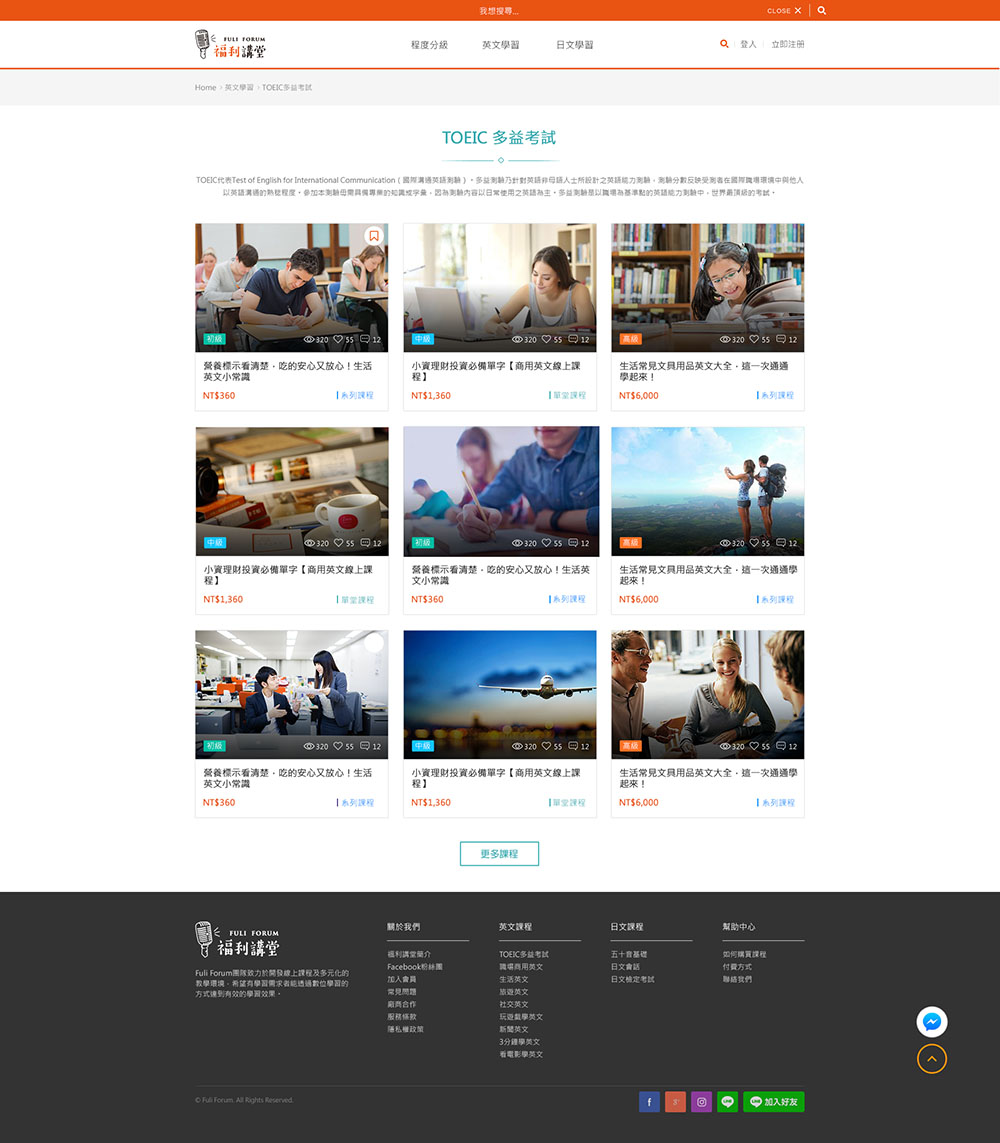 我想搜尋...
CLOSE ✕
FULI FORUM
福利講堂
程度分級 英文學習 日文學習
登入 | 立即注冊
Home › 英文學習 › TOEIC多益考試
TOEIC 多益考試
TOEIC代表Test of English for International Communication（國際溝通英語測驗）。多益測驗乃針對英語非母語人士所設計之英語能力測驗，測驗分數反映受測者在國際職場環境中與他人
以英語溝通的熟稔程度。參加本測驗毋需具備專業的知識或字彙，因為測驗內容以日常使用之英語為主。多益測驗是以職場為基準點的英語能力測驗中，世界最頂級的考試。
初級 320 55 12
營養標示看清楚，吃的安心又放心！生活
英文小常識
NT$360 系列課程
中級 320 55 12
小資理財投資必備單字【商用英文線上課
程】
NT$1,360 單堂課程
高級 320 55 12
生活常見文具用品英文大全，這一次通通
學起來！
NT$6,000 系列課程
中級 320 55 12
小資理財投資必備單字【商用英文線上課
程】
NT$1,360 單堂課程
初級 320 55 12
營養標示看清楚，吃的安心又放心！生活英
文小常識
NT$360 系列課程
高級 320 55 12
生活常見文具用品英文大全，這一次通通學
起來！
NT$6,000 系列課程
初級 320 55 12
營養標示看清楚，吃的安心又放心！生活
英文小常識
NT$360 系列課程
中級 320 55 12
小資理財投資必備單字【商用英文線上課
程】
NT$1,360 單堂課程
高級 320 55 12
生活常見文具用品英文大全，這一次通通學
起來！
NT$6,000 系列課程
更多課程
FULI FORUM
福利講堂
Fuli Forum團隊致力於開發線上課程及多元化的
教學環境，希望有學習需求者能透過數位學習的
方式達到有效的學習效果。
關於我們
福利講堂簡介
Facebook粉絲團
加入會員
常見問題
廠商合作
服務條款
隱私權政策
英文課程
TOEIC多益考試
職場商用英文
生活英文
旅遊英文
社交英文
玩遊戲學英文
新聞英文
3分鐘學英文
看電影學英文
日文課程
五十音基礎
日文會話
日文檢定考試
幫助中心
如何購買課程
付費方式
聯絡我們
© Fuli Forum. All Rights Reserved.
f
g+
LINE
LINE 加入好友